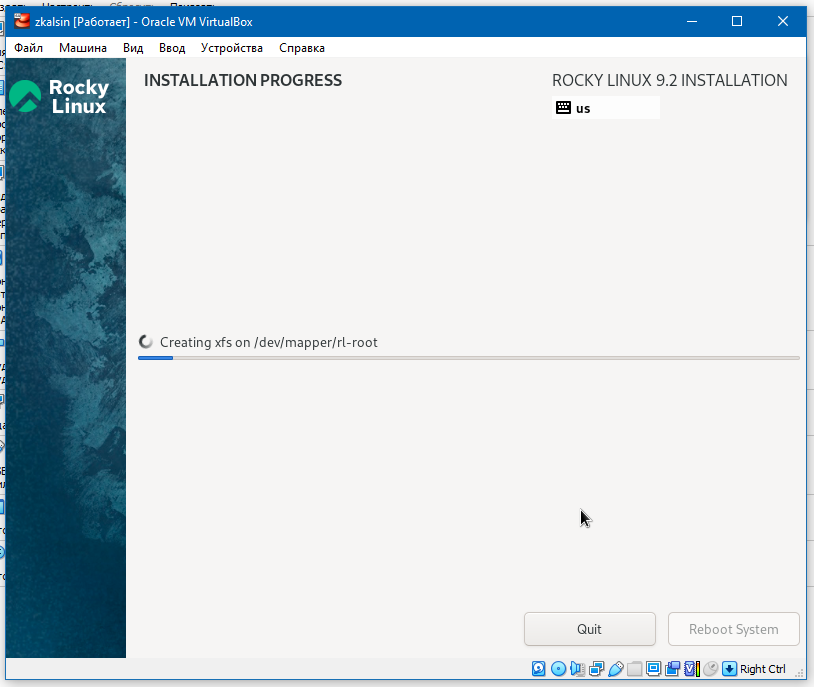 zkalsin [Работает] - Oracle VM VirtualBox
Файл Машина Вид Ввод Устройства Справка
Rocky Linux
INSTALLATION PROGRESS
ROCKY LINUX 9.2 INSTALLATION
us
Creating xfs on /dev/mapper/rl-root
Quit
Reboot System
Right Ctrl